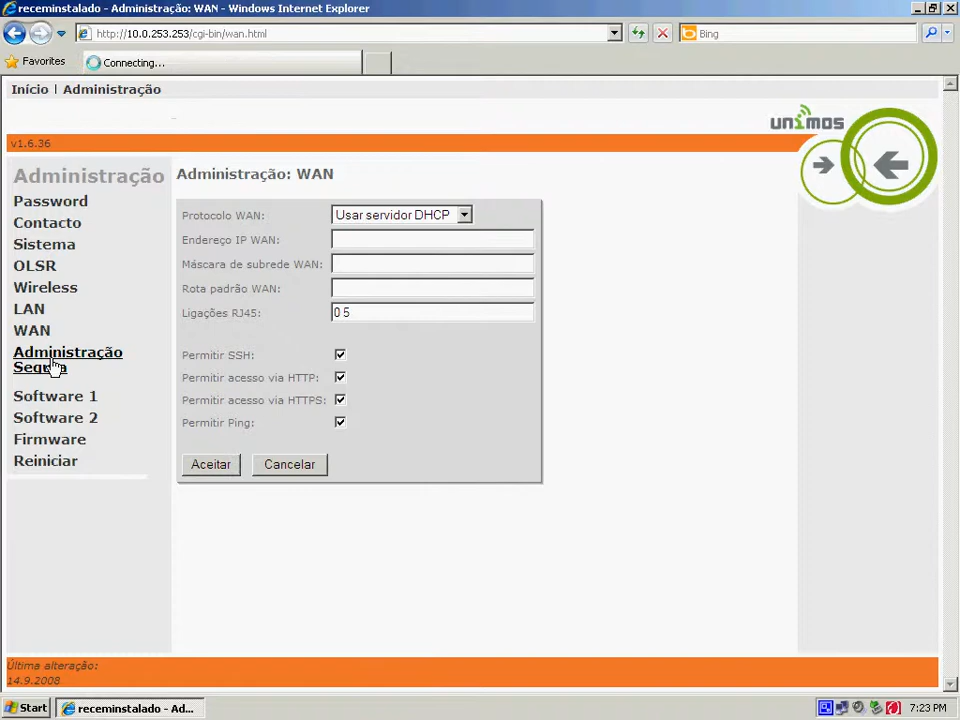 receminstalado - Administração: WAN - Windows Internet Explorer
http://10.0.253.253/cgi-bin/wan.html
Bing
Favorites
Connecting...
Início | Administração
unimos
v1.6.36
Administração
Password
Contacto
Sistema
OLSR
Wireless
LAN
WAN
Administração
Segura
Software 1
Software 2
Firmware
Reiniciar
Administração: WAN
Protocolo WAN: Usar servidor DHCP
Endereço IP WAN:
Máscara de subrede WAN:
Rota padrão WAN:
Ligações RJ45: 0 5
Permitir SSH:
Permitir acesso via HTTP:
Permitir acesso via HTTPS:
Permitir Ping:
Aceitar Cancelar
Última alteração:
14.9.2008
Start receminstalado - Ad... 7:23 PM